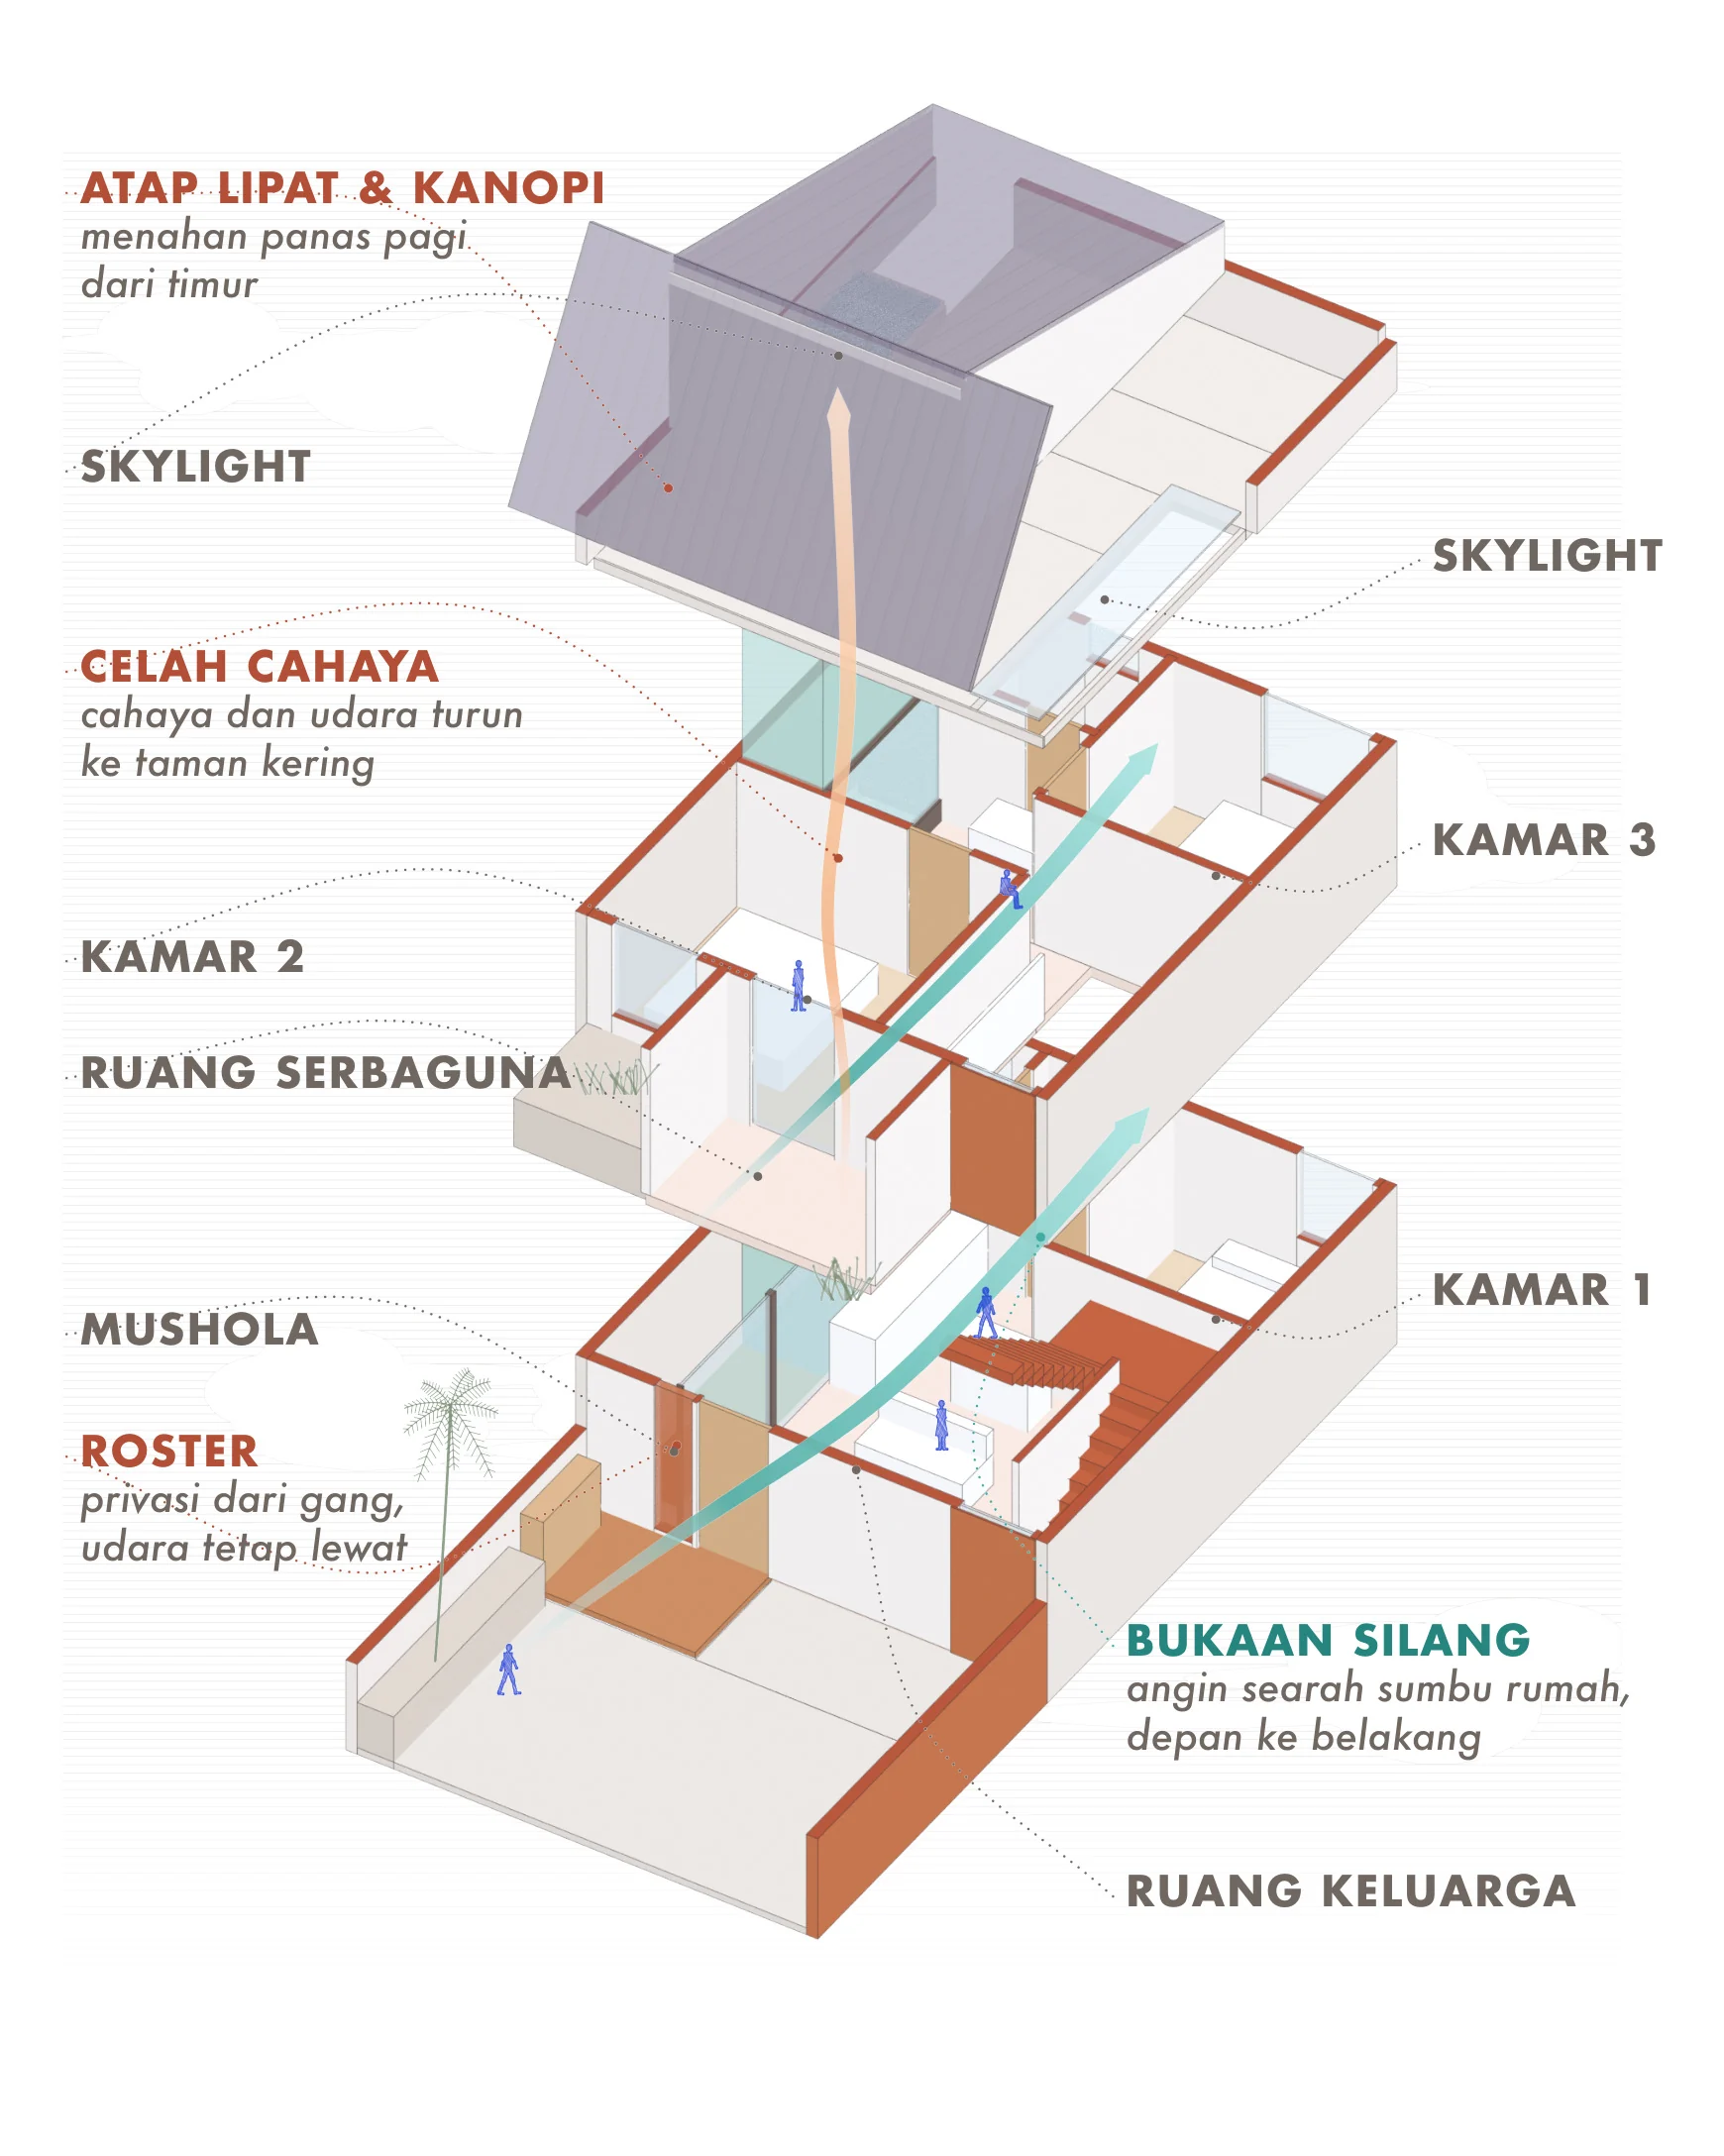 ATAP LIPAT & KANOPI
menahan panas pagi
dari timur
SKYLIGHT
SKYLIGHT
CELAH CAHAYA
cahaya dan udara turun
ke taman kering
KAMAR 3
KAMAR 2
RUANG SERBAGUNA
KAMAR 1
MUSHOLA
ROSTER
privasi dari gang,
udara tetap lewat
BUKAAN SILANG
angin searah sumbu rumah,
depan ke belakang
RUANG KELUARGA